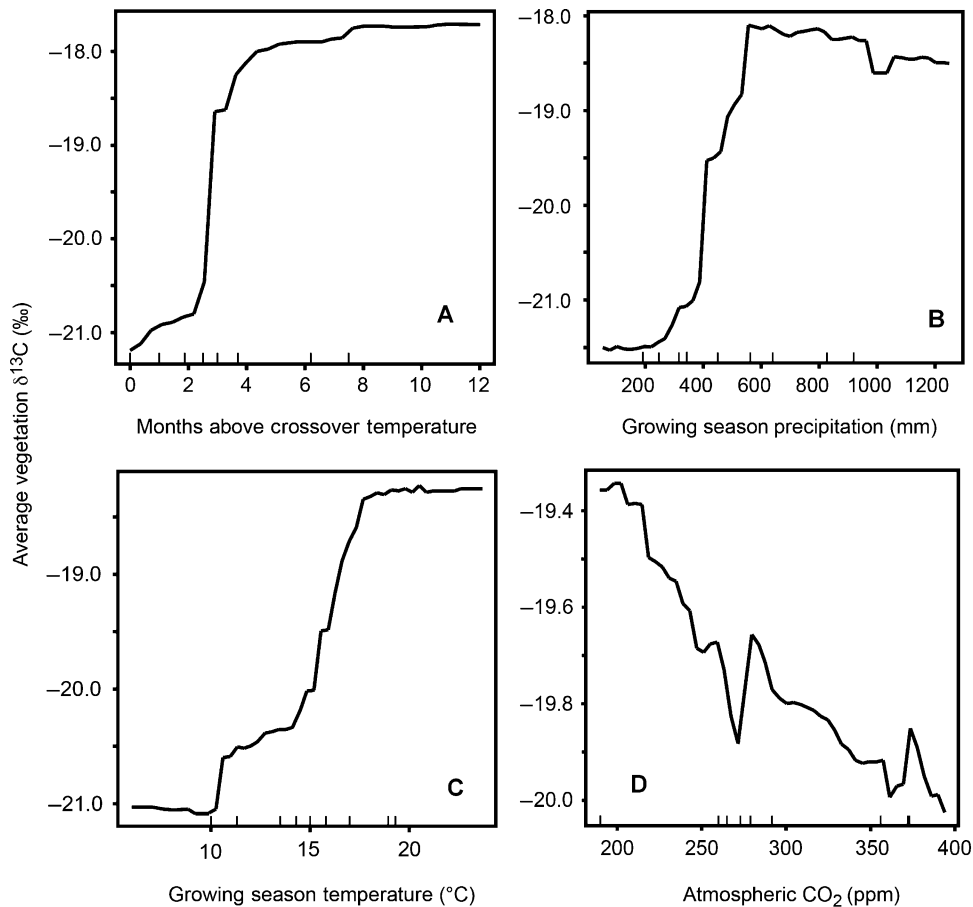 Average vegetation δ13C (‰)
–18.0
–19.0
–20.0
–21.0
A
0 2 4 6 8 10 12
Months above crossover temperature
–18.0
–19.0
–20.0
–21.0
B
200 400 600 800 1000 1200
Growing season precipitation (mm)
–19.0
–20.0
–21.0
C
10 15 20
Growing season temperature (°C)
–19.4
–19.6
–19.8
–20.0
D
200 250 300 350 400
Atmospheric CO2 (ppm)